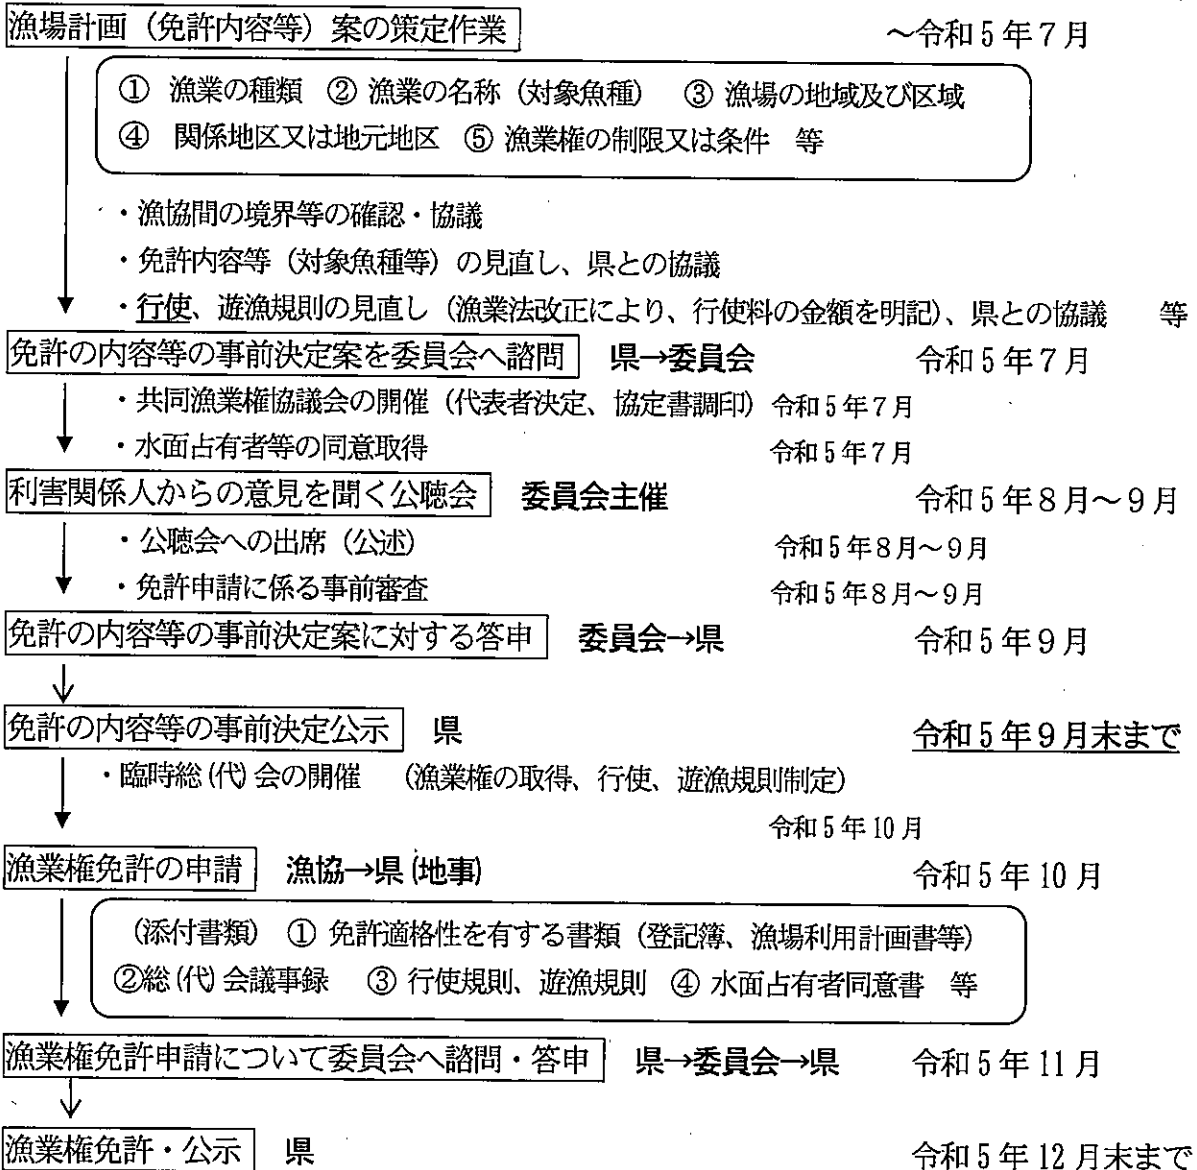 漁場計画（免許内容等）案の策定作業 ～令和５年７月
① 漁業の種類 ② 漁業の名称（対象魚種） ③ 漁場の地域及び区域
④ 関係地区又は地元地区 ⑤ 漁業権の制限又は条件 等
・漁協間の境界等の確認・協議
・免許内容等（対象魚種等）の見直し、県との協議
・行使、遊漁規則の見直し（漁業法改正により、行使料の金額を明記）、県との協議 等
免許の内容等の事前決定案を委員会へ諮問 県→委員会 令和５年７月
・共同漁業権協議会の開催（代表者決定、協定書調印） 令和５年７月
・水面占有者等の同意取得 令和５年７月
利害関係人からの意見を聞く公聴会 委員会主催 令和５年８月～９月
・公聴会への出席（公述） 令和５年８月～９月
・免許申請に係る事前審査 令和５年８月～９月
免許の内容等の事前決定案に対する答申 委員会→県 令和５年９月
免許の内容等の事前決定公示 県 令和５年９月末まで
・臨時総(代)会の開催 （漁業権の取得、行使、遊漁規則制定）
令和５年10月
漁業権免許の申請 漁協→県(地事) 令和５年10月
（添付書類） ① 免許適格性を有する書類（登記簿、漁場利用計画書等）
②総(代)会議事録 ③ 行使規則、遊漁規則 ④ 水面占有者同意書 等
漁業権免許申請について委員会へ諮問・答申 県→委員会→県 令和５年11月
漁業権免許・公示 県 令和５年12月末まで